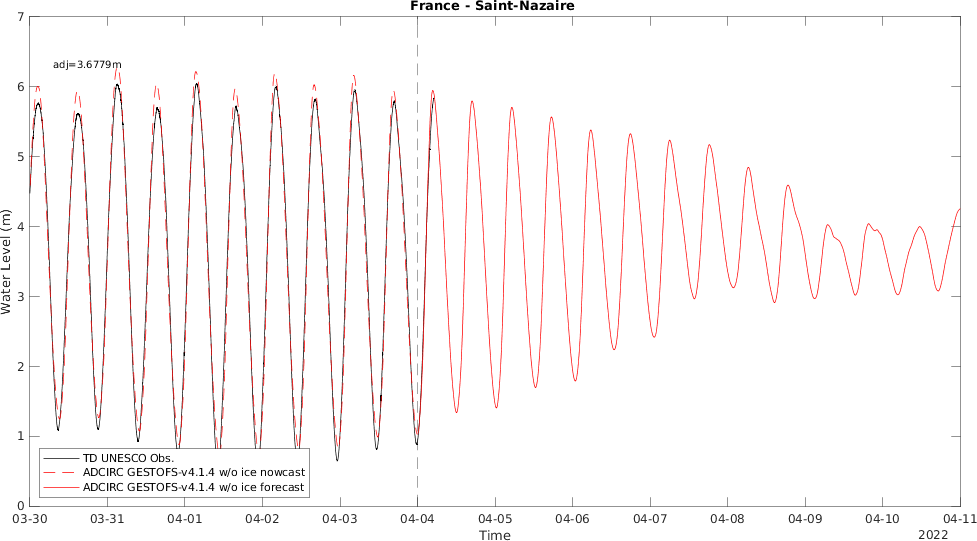 France - Saint-Nazaire
adj=3.6779m
7
6
5
4
3
2
1
0
Water Level (m)
TD UNESCO Obs.
ADCIRC GESTOFS-v4.1.4 w/o ice nowcast
ADCIRC GESTOFS-v4.1.4 w/o ice forecast
03-30 03-31 04-01 04-02 04-03 04-04 04-05 04-06 04-07 04-08 04-09 04-10 04-11
Time
2022